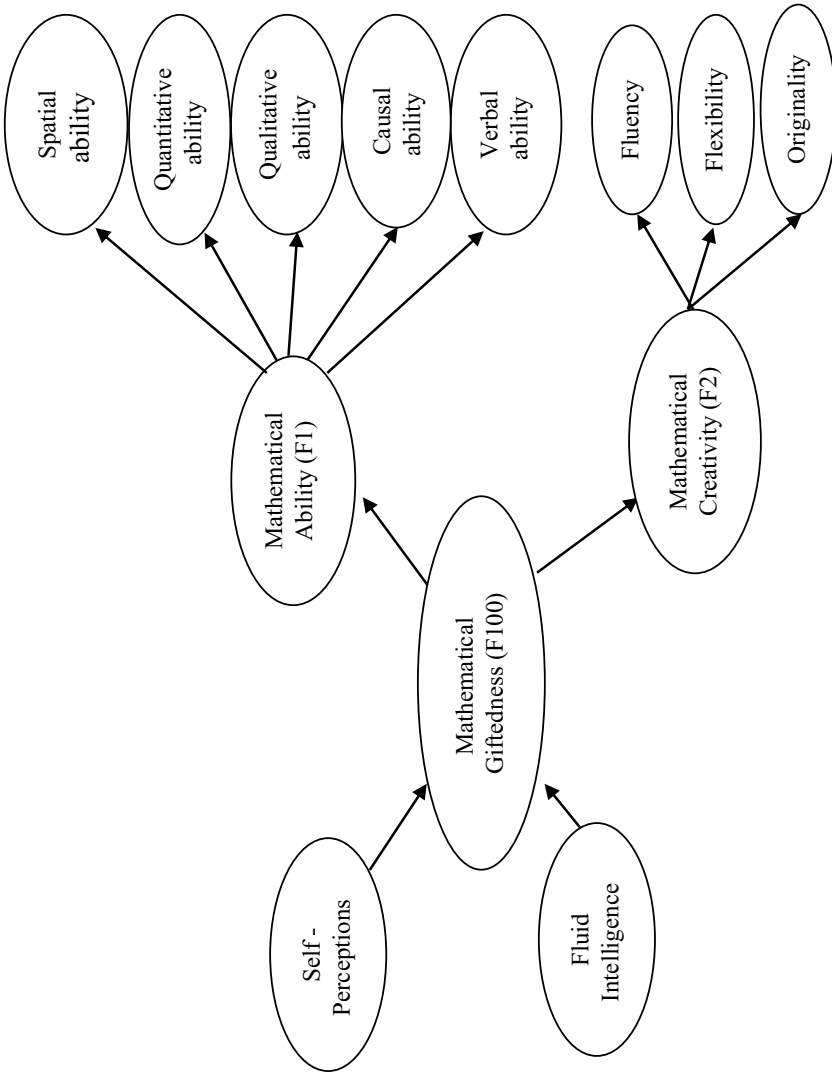 Self -
Perceptions
Fluid
Intelligence
Mathematical
Giftedness (F100)
Mathematical
Ability (F1)
Mathematical
Creativity (F2)
Spatial
ability
Quantitative
ability
Qualitative
ability
Causal
ability
Verbal
ability
Fluency
Flexibility
Originality